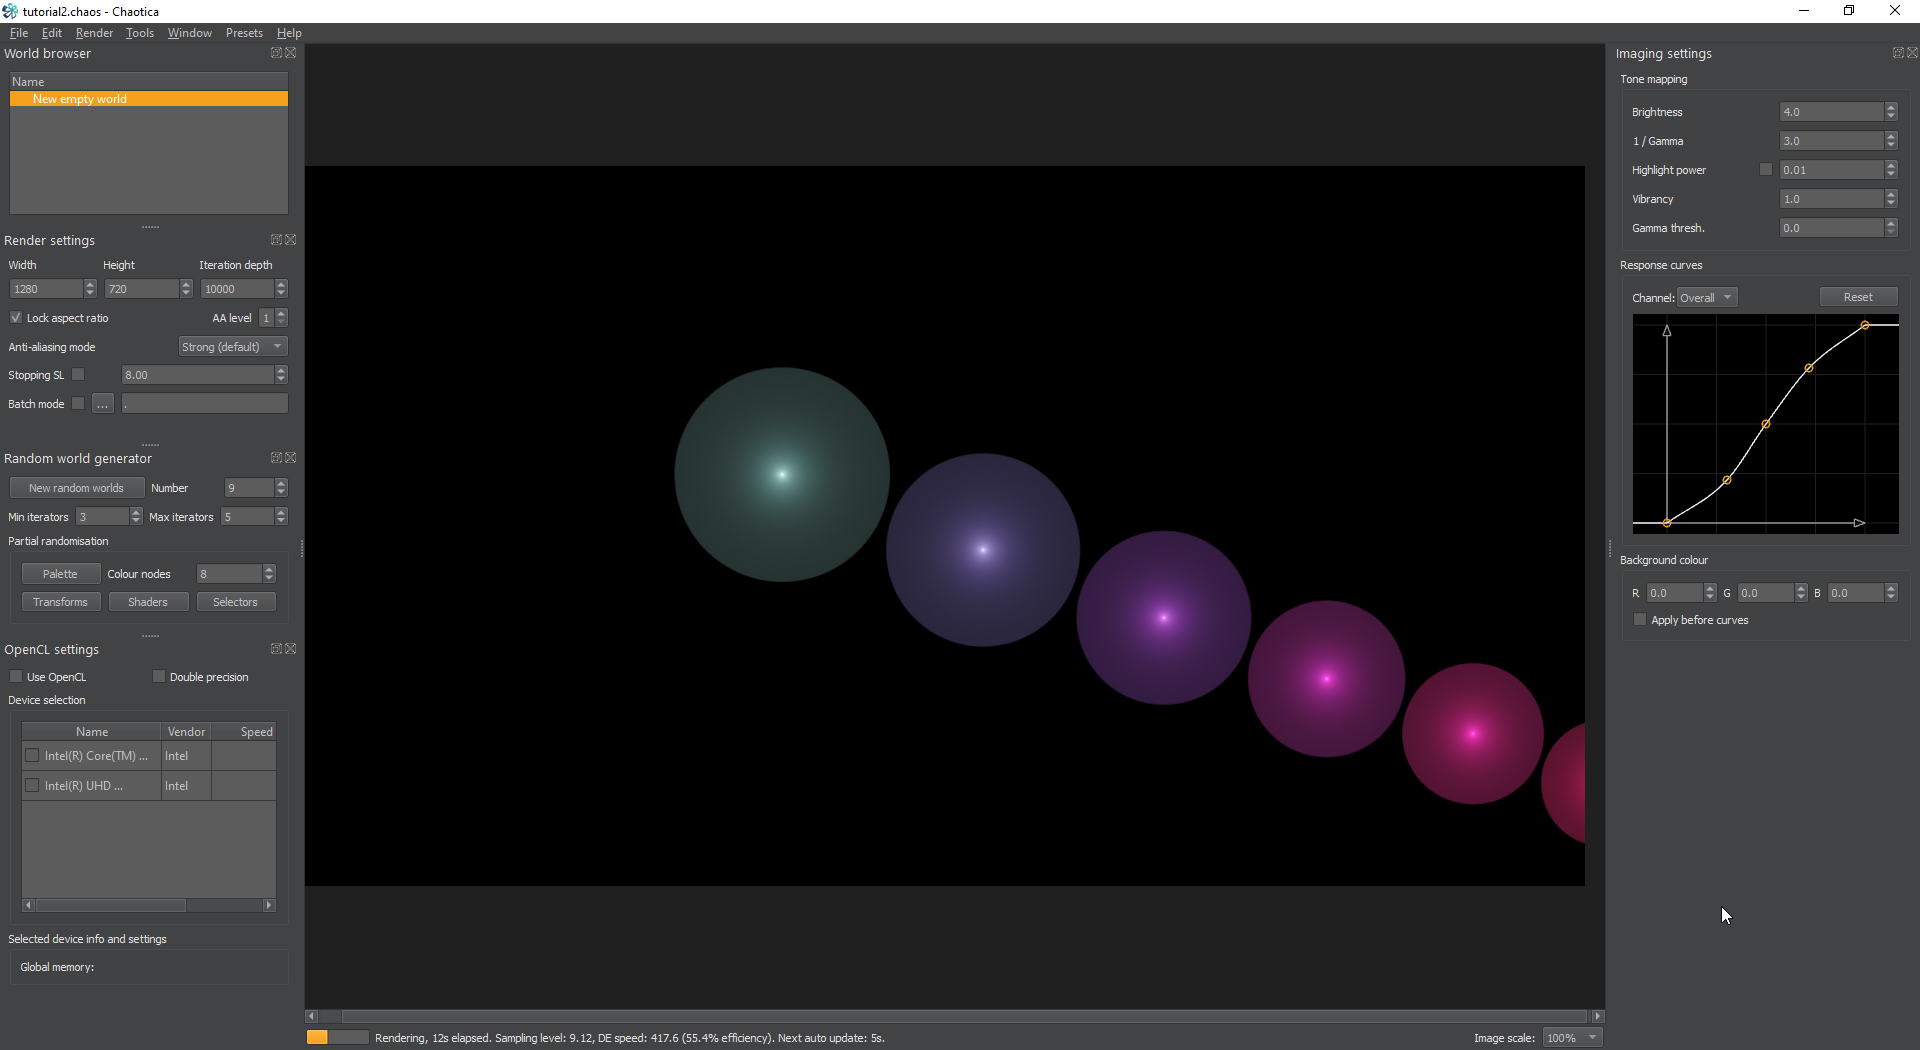 tutorial2.chaos - Chaotica
File Edit Render Tools Window Presets Help
World browser
Name
New empty world
Render settings
Width Height Iteration depth
1280 720 10000
Lock aspect ratio AA level 1
Anti-aliasing mode Strong (default)
Stopping SL 8.00
Batch mode ... .
Random world generator
New random worlds Number 9
Min iterators 3 Max iterators 5
Partial randomisation
Palette Colour nodes 8
Transforms Shaders Selectors
OpenCL settings
Use OpenCL Double precision
Device selection
Name Vendor Speed
Intel(R) Core(TM) ... Intel
Intel(R) UHD ... Intel
Selected device info and settings
Global memory:
Rendering, 12s elapsed. Sampling level: 9.12, DE speed: 417.6 (55.4% efficiency). Next auto update: 5s.
Image scale: 100%
Imaging settings
Tone mapping
Brightness 4.0
1 / Gamma 3.0
Highlight power 0.01
Vibrancy 1.0
Gamma thresh. 0.0
Response curves
Channel: Overall Reset
Background colour
R 0.0 G 0.0 B 0.0
Apply before curves